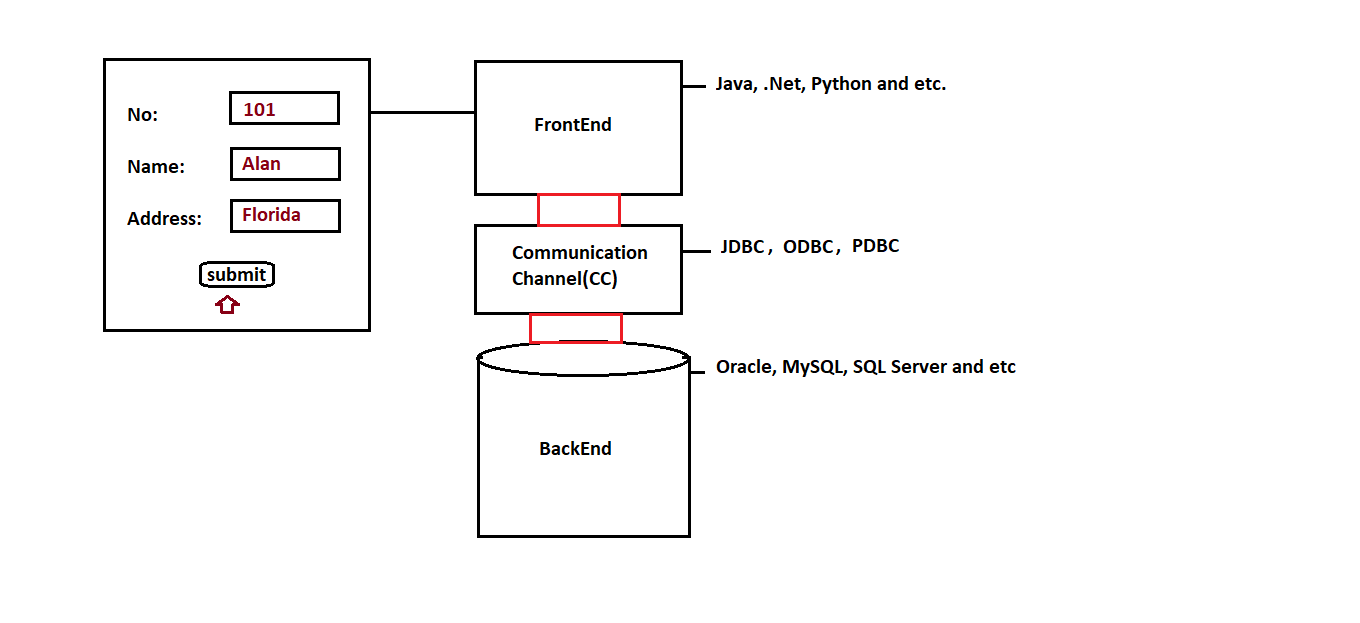 No: 101
Name: Alan
Address: Florida
submit
FrontEnd
Java, .Net, Python and etc.
Communication
Channel(CC)
JDBC, ODBC, PDBC
BackEnd
Oracle, MySQL, SQL Server and etc